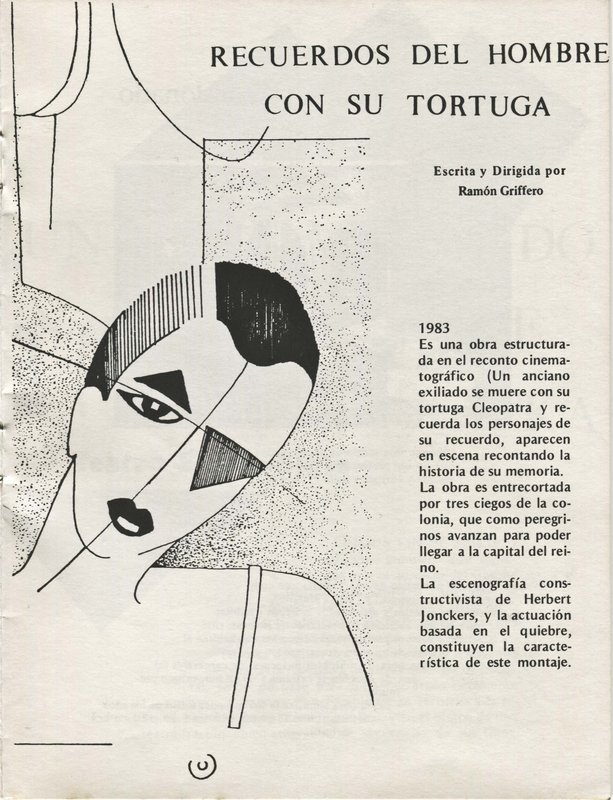 RECUERDOS DEL HOMBRE
CON SU TORTUGA
Escrita y Dirigida por
Ramón Griffero
1983
Es una obra estructura-
da en el reconto cinema-
tográfico (Un anciano
exiliado se muere con su
tortuga Cleopatra y re-
cuerda los personajes de
su recuerdo, aparecen
en escena recontando la
historia de su memoria.
La obra es entrecortada
por tres ciegos de la co-
lonia, que como peregri-
nos avanzan para poder
llegar a la capital del rei-
no.
La escenografía cons-
tructivista de Herbert
Jonckers, y la actuación
basada en el quiebre,
constituyen la caracte-
rística de este montaje.